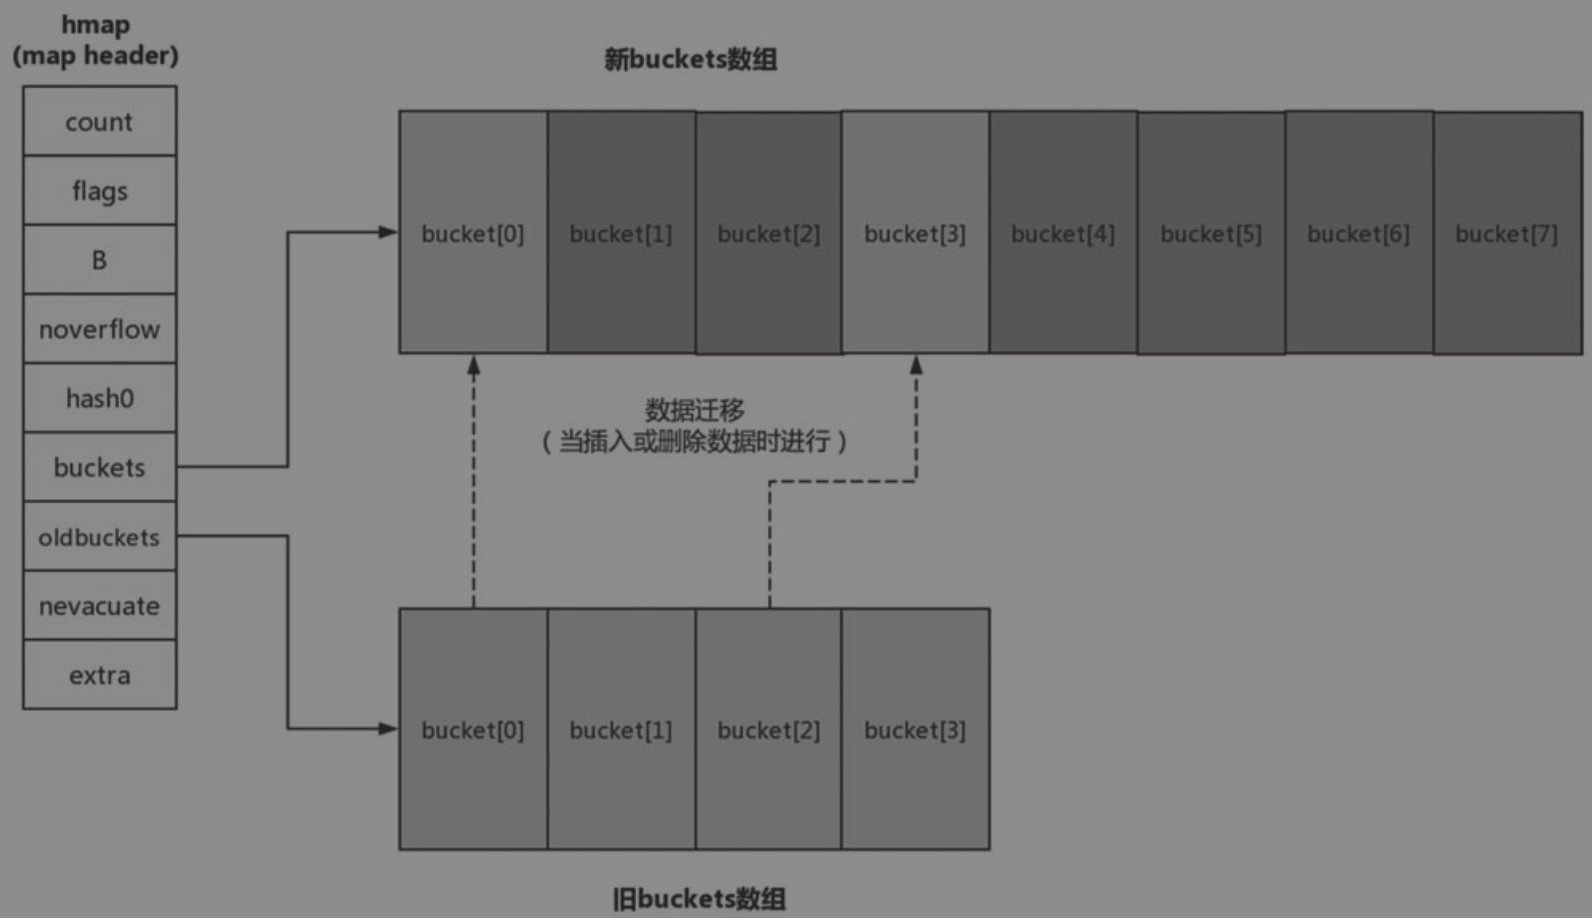 hmap
(map header)
count
flags
B
noverflow
hash0
buckets
oldbuckets
nevacuate
extra
新buckets数组
bucket[0] bucket[1] bucket[2] bucket[3] bucket[4] bucket[5] bucket[6] bucket[7]
数据迁移
（当插入或删除数据时进行）
bucket[0] bucket[1] bucket[2] bucket[3]
旧buckets数组